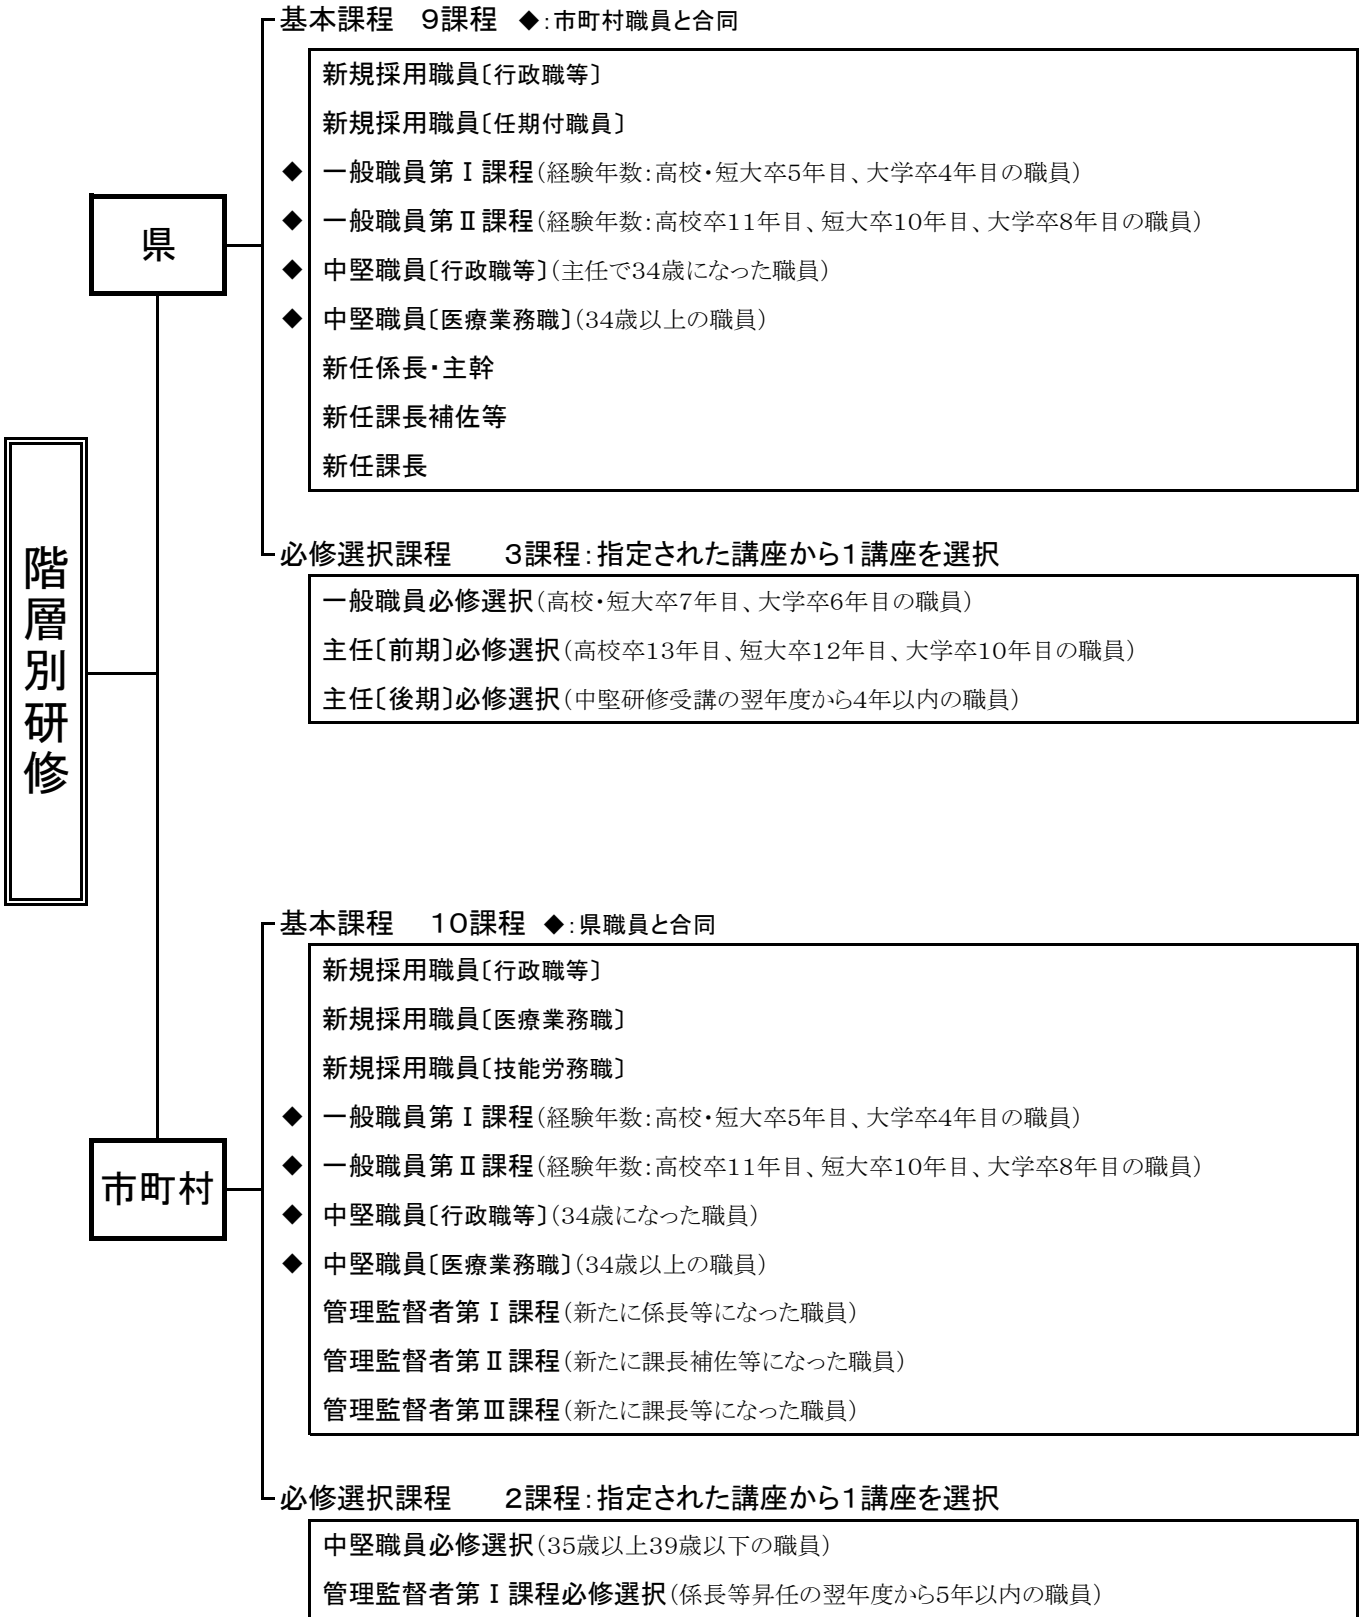 階層別研修
県
基本課程　９課程　◆：市町村職員と合同
新規採用職員〔行政職等〕
新規採用職員〔任期付職員〕
◆ 一般職員第Ⅰ課程（経験年数：高校・短大卒5年目、大学卒4年目の職員）
◆ 一般職員第Ⅱ課程（経験年数：高校卒11年目、短大卒10年目、大学卒8年目の職員）
◆ 中堅職員〔行政職等〕（主任で34歳になった職員）
◆ 中堅職員〔医療業務職〕（34歳以上の職員）
新任係長・主幹
新任課長補佐等
新任課長
必修選択課程　　３課程：指定された講座から１講座を選択
一般職員必修選択（高校・短大卒7年目、大学卒6年目の職員）
主任〔前期〕必修選択（高校卒13年目、短大卒12年目、大学卒10年目の職員）
主任〔後期〕必修選択（中堅研修受講の翌年度から4年以内の職員）
市町村
基本課程　１０課程　◆：県職員と合同
新規採用職員〔行政職等〕
新規採用職員〔医療業務職〕
新規採用職員〔技能労務職〕
◆ 一般職員第Ⅰ課程（経験年数：高校・短大卒5年目、大学卒4年目の職員）
◆ 一般職員第Ⅱ課程（経験年数：高校卒11年目、短大卒10年目、大学卒8年目の職員）
◆ 中堅職員〔行政職等〕（34歳になった職員）
◆ 中堅職員〔医療業務職〕（34歳以上の職員）
管理監督者第Ⅰ課程（新たに係長等になった職員）
管理監督者第Ⅱ課程（新たに課長補佐等になった職員）
管理監督者第Ⅲ課程（新たに課長等になった職員）
必修選択課程　　２課程：指定された講座から１講座を選択
中堅職員必修選択（35歳以上39歳以下の職員）
管理監督者第Ⅰ課程必修選択（係長等昇任の翌年度から5年以内の職員）